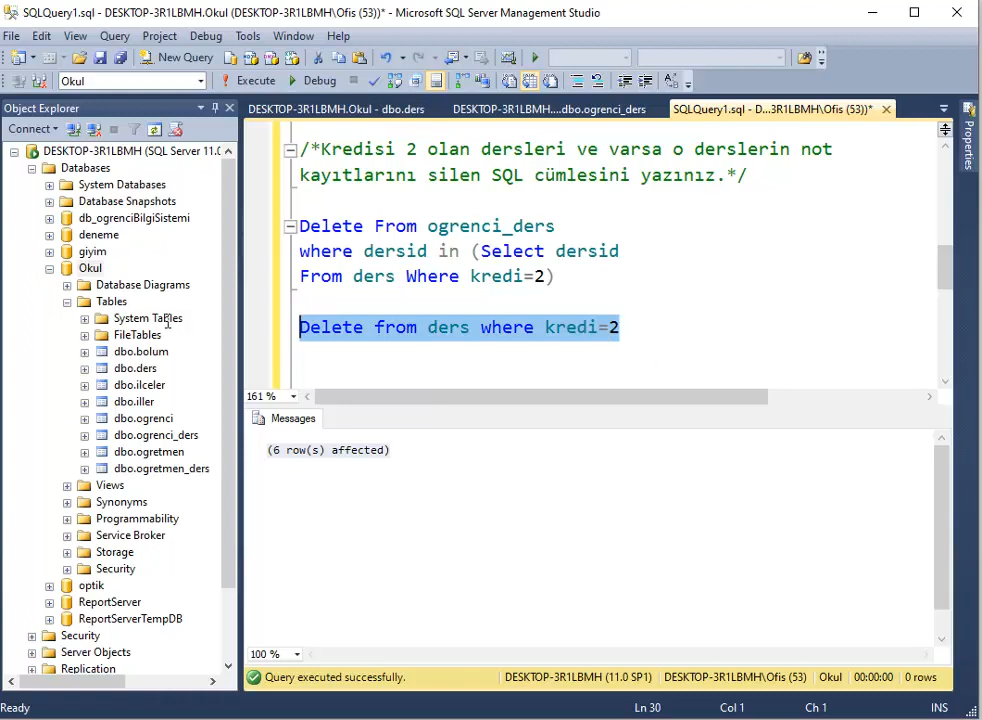 SQLQuery1.sql - DESKTOP-3R1LBMH.Okul (DESKTOP-3R1LBMH\Ofis (53))* - Microsoft SQL Server Management Studio
File Edit View Query Project Debug Tools Window Help
New Query
Okul Execute Debug
Object Explorer
Connect
DESKTOP-3R1LBMH (SQL Server 11.0
Databases
System Databases
Database Snapshots
db_ogrenciBilgiSistemi
deneme
giyim
Okul
Database Diagrams
Tables
System Tables
FileTables
dbo.bolum
dbo.ders
dbo.ilceler
dbo.iller
dbo.ogrenci
dbo.ogrenci_ders
dbo.ogretmen
dbo.ogretmen_ders
Views
Synonyms
Programmability
Service Broker
Storage
Security
optik
ReportServer
ReportServerTempDB
Security
Server Objects
Replication
DESKTOP-3R1LBM.Okul - dbo.ders DESKTOP-3R1LBM....dbo.ogrenci_ders SQLQuery1.sql - D...3R1LBMH\Ofis (53))*
/*Kredisi 2 olan dersleri ve varsa o derslerin not
kayıtlarını silen SQL cümlesini yazınız.*/
Delete From ogrenci_ders
where dersid in (Select dersid
From ders Where kredi=2)
Delete from ders where kredi=2
161 %
Messages
(6 row(s) affected)
100 %
Query executed successfully. DESKTOP-3R1LBMH (11.0 SP1) DESKTOP-3R1LBMH\Ofis (53) Okul 00:00:00 0 rows
Properties
Ready Ln 30 Col 1 Ch 1 INS